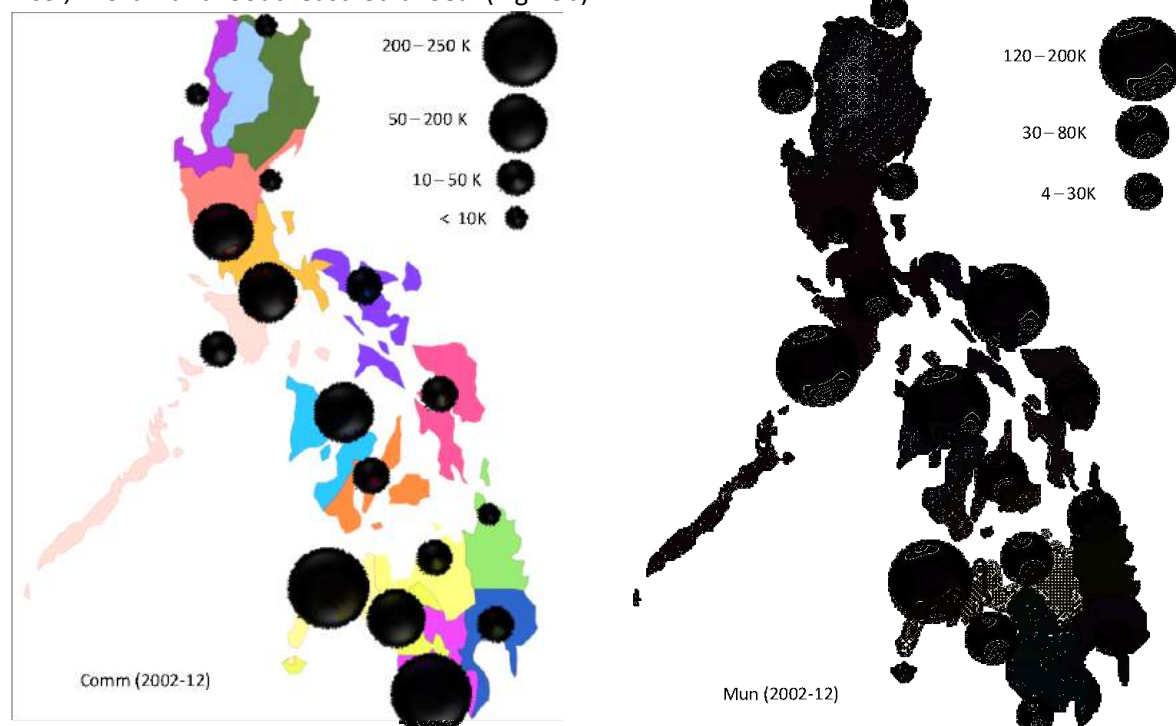 200–250 K
50–200 K
10–50 K
< 10K
Comm (2002-12)
120–200K
30–80K
4–30K
Mun (2002-12)